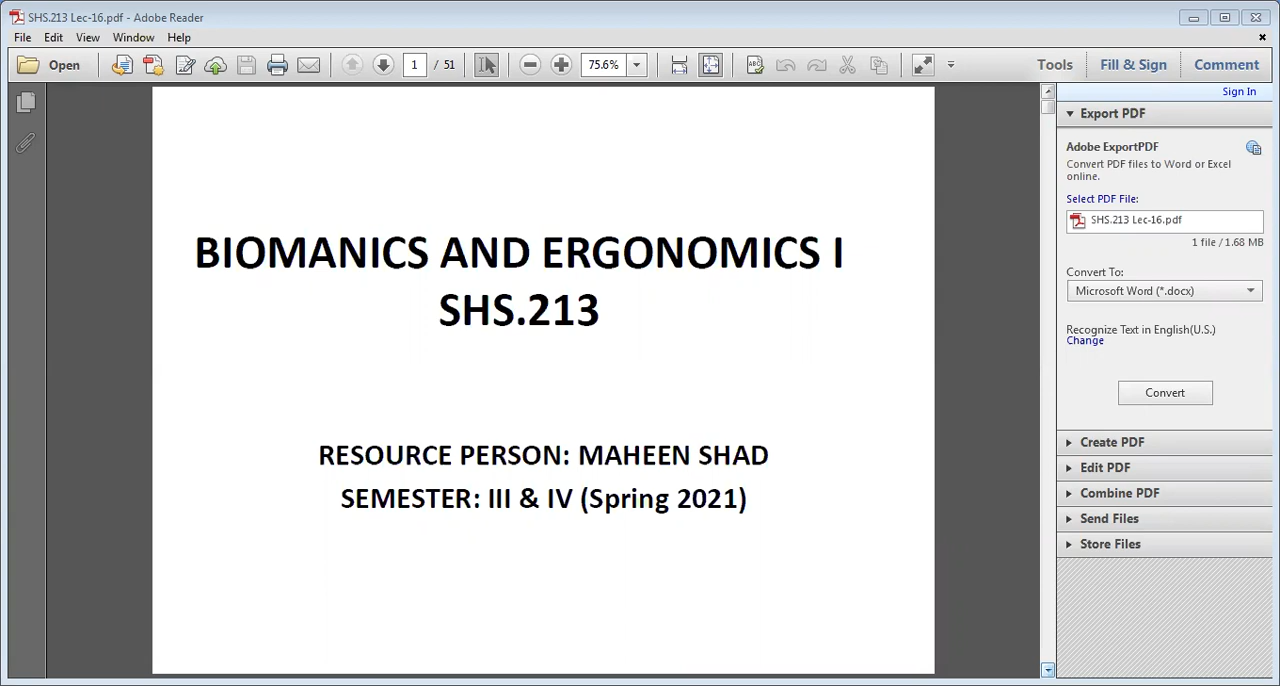 SHS.213 Lec-16.pdf - Adobe Reader
File Edit View Window Help
Open 1 / 51 75.6% Tools Fill & Sign Comment
Sign In
Export PDF
Adobe ExportPDF
Convert PDF files to Word or Excel
online.
Select PDF File:
SHS.213 Lec-16.pdf
1 file / 1.68 MB
Convert To:
Microsoft Word (*.docx)
Recognize Text in English(U.S.)
Change
Convert
Create PDF
Edit PDF
Combine PDF
Send Files
Store Files
BIOMANICS AND ERGONOMICS I
SHS.213
RESOURCE PERSON: MAHEEN SHAD
SEMESTER: III & IV (Spring 2021)